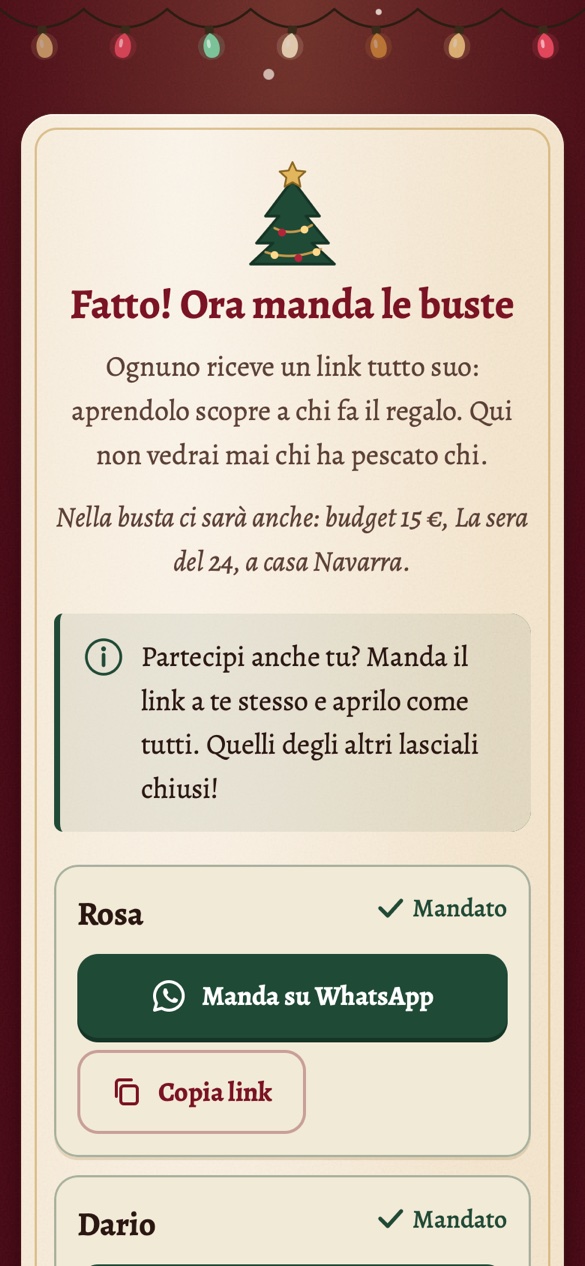 Fatto! Ora manda le buste
Ognuno riceve un link tutto suo:
aprendolo scopre a chi fa il regalo. Qui
non vedrai mai chi ha pescato chi.
Nella busta ci sarà anche: budget 15 €, La sera
del 24, a casa Navarra.
Partecipi anche tu? Manda il
link a te stesso e aprilo come
tutti. Quelli degli altri lasciali
chiusi!
Rosa
Mandato
Manda su WhatsApp
Copia link
Dario
Mandato